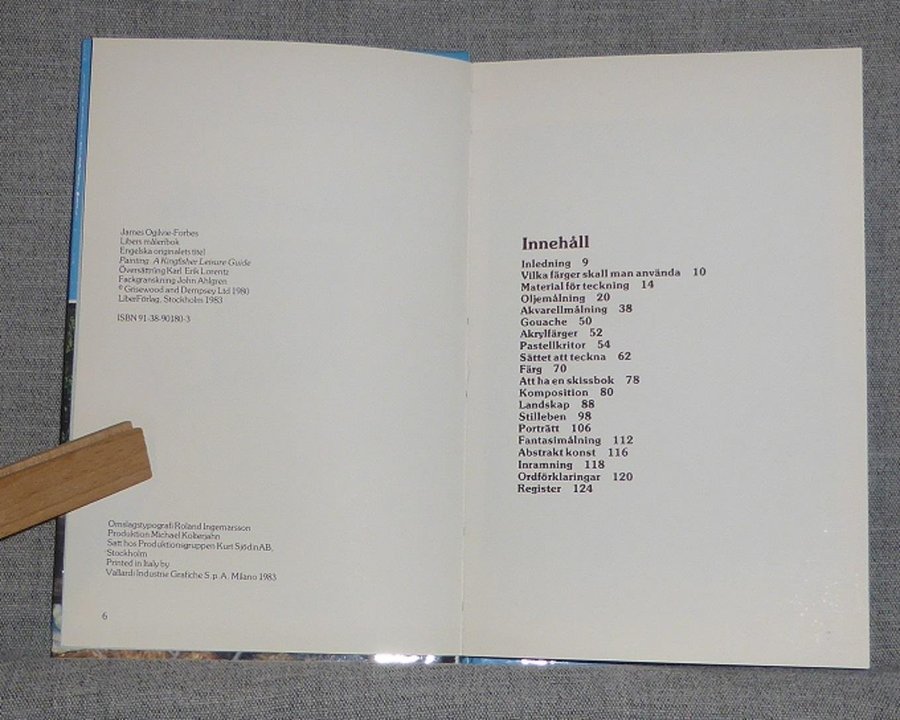 James Ogilvie-Forbes
Libers måleribok
Engelska originalets titel
Painting. A Kingfisher Leisure Guide
Översättning Karl Erik Lorentz
Fackgranskning John Ahlgren
© Grisewood and Dempsey Ltd 1980
LiberFörlag, Stockholm 1983
ISBN 91-38-90180-3
Omslagstypografi Roland Ingemarsson
Produktion Michael Kolberjahn
Satt hos Produktionsgruppen Kurt Sjödin AB,
Stockholm
Printed in Italy by
Vallardi Industrie Grafiche S.p.A. Milano 1983
6
Innehåll
Inledning 9
Vilka färger skall man använda 10
Material för teckning 14
Oljemålning 20
Akvarellmålning 38
Gouache 50
Akrylfärger 52
Pastellkritor 54
Sättet att teckna 62
Färg 70
Att ha en skissbok 78
Komposition 80
Landskap 88
Stilleben 98
Porträtt 106
Fantasimålning 112
Abstrakt konst 116
Inramning 118
Ordförklaringar 120
Register 124